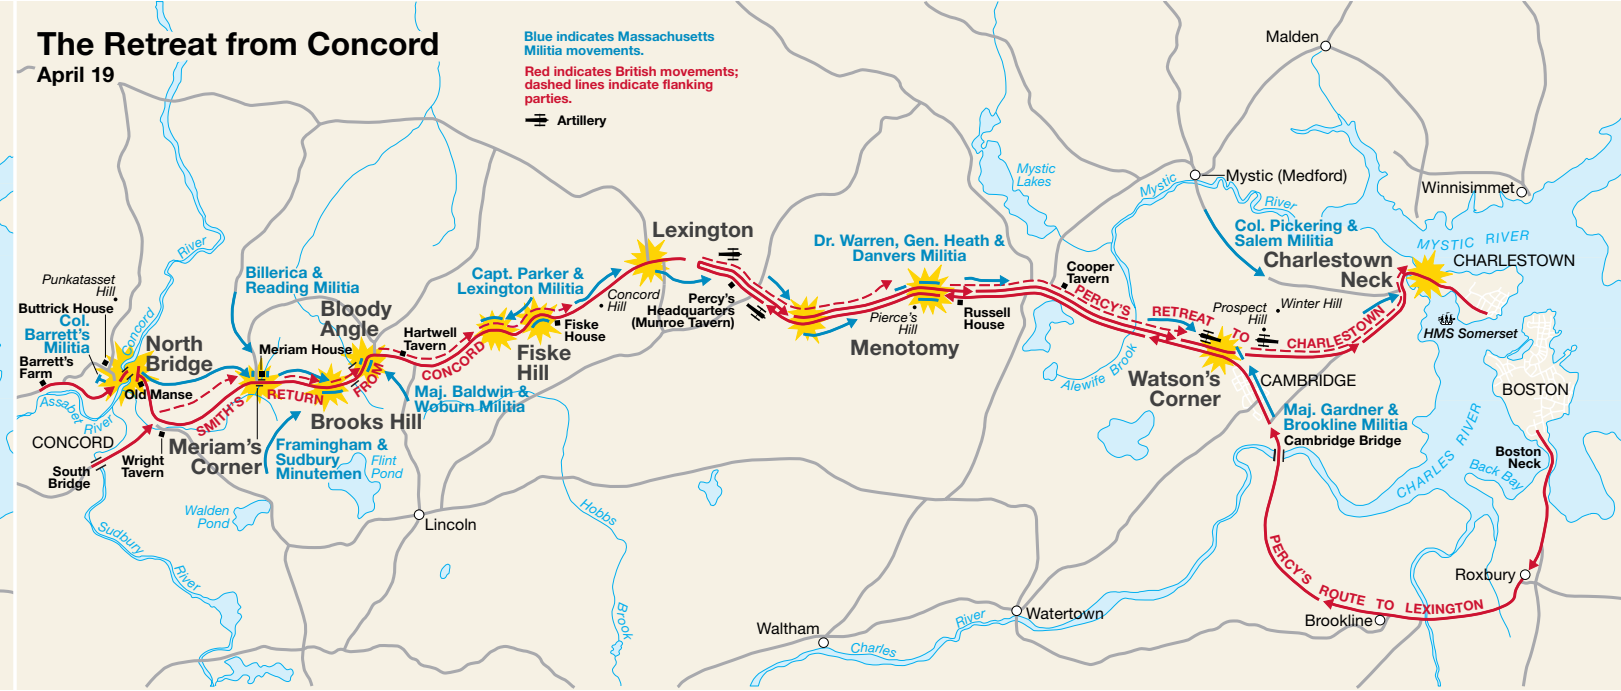 The Retreat from Concord
April 19
Blue indicates Massachusetts
Militia movements.
Red indicates British movements;
dashed lines indicate flanking
parties.
Artillery
Malden
Mystic
Lakes
Mystic
River
Mystic (Medford)
Winnisimmet
Col. Pickering &
Salem Militia
MYSTIC RIVER
CHARLESTOWN
Charlestown
Neck
Lexington
Dr. Warren, Gen. Heath &
Danvers Militia
River
Concord
Punkatasset
Hill
Buttrick House
Col.
Barrett's
Militia
Barrett's
Farm
Billerica &
Reading Militia
Capt. Parker &
Lexington Militia
Concord
Hill
Percy's
Headquarters
(Munroe Tavern)
Cooper
Tavern
Prospect
Hill
Winter Hill
HMS Somerset
North
Bridge
Bloody
Angle
Hartwell
Tavern
Fiske
House
Fiske
Hill
Pierce's
Hill
Russell
House
Menotomy
PERCY'S RETREAT TO CHARLESTOWN
Meriam House
Old Manse
SMITH'S RETURN FROM CONCORD
Alewife Brook
Watson's
Corner
CAMBRIDGE
BOSTON
Assabet
River
CONCORD
Maj. Baldwin &
Woburn Militia
Brooks Hill
Meriam's
Corner
Framingham &
Sudbury
Minutemen
Flint
Pond
Wright
Tavern
South
Bridge
Maj. Gardner &
Brookline Militia
Cambridge Bridge
CHARLES RIVER
Back Bay
Boston
Neck
Walden
Pond
Lincoln
Sudbury
River
Hobbs
Brook
PERCY'S ROUTE TO LEXINGTON
Roxbury
Brookline
Waltham
Watertown
Charles
River